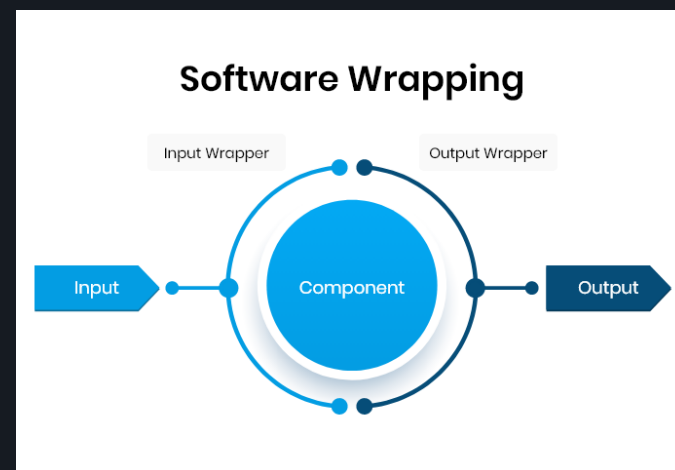 Software Wrapping
Input Wrapper
Output Wrapper
Input
Component
Output